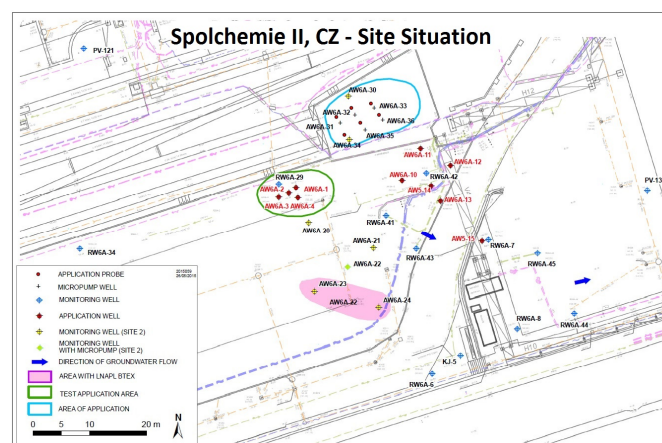 Spolchemie II, CZ - Site Situation
PV-121
H12
AW6A-30
AW6A-33
AW6A-32
AW6A-36
AW6A-31
AW6A-35
AW6A-34
AW6A-11
AW6A-12
RW6A-29
AW6A-10
RW6A-42
PV-13
AW6A-2
AW6A-1
AW5-14
AW6A-3
AW6A-4
AW6A-13
RW6A-41
AW6A-20
AW5-15
RW6A-34
AW6A-21
RW6A-43
RW6A-7
RW6A-45
AW6A-22
AW6A-23
AW6A-22
AW6A-24
RW6A-44
RW6A-8
H18
KJ-5
RW6A-6
APPLICATION PROBE
MICROPUMP WELL
MONITORING WELL
APPLICATION WELL
MONITORING WELL (SITE 2)
MONITORING WELL
WITH MICROPUMP (SITE 2)
DIRECTION OF GROUNDWATER FLOW
AREA WITH LNAPL BTEX
TEST APPLICATION AREA
AREA OF APPLICATION
0 5 10 20 m
N